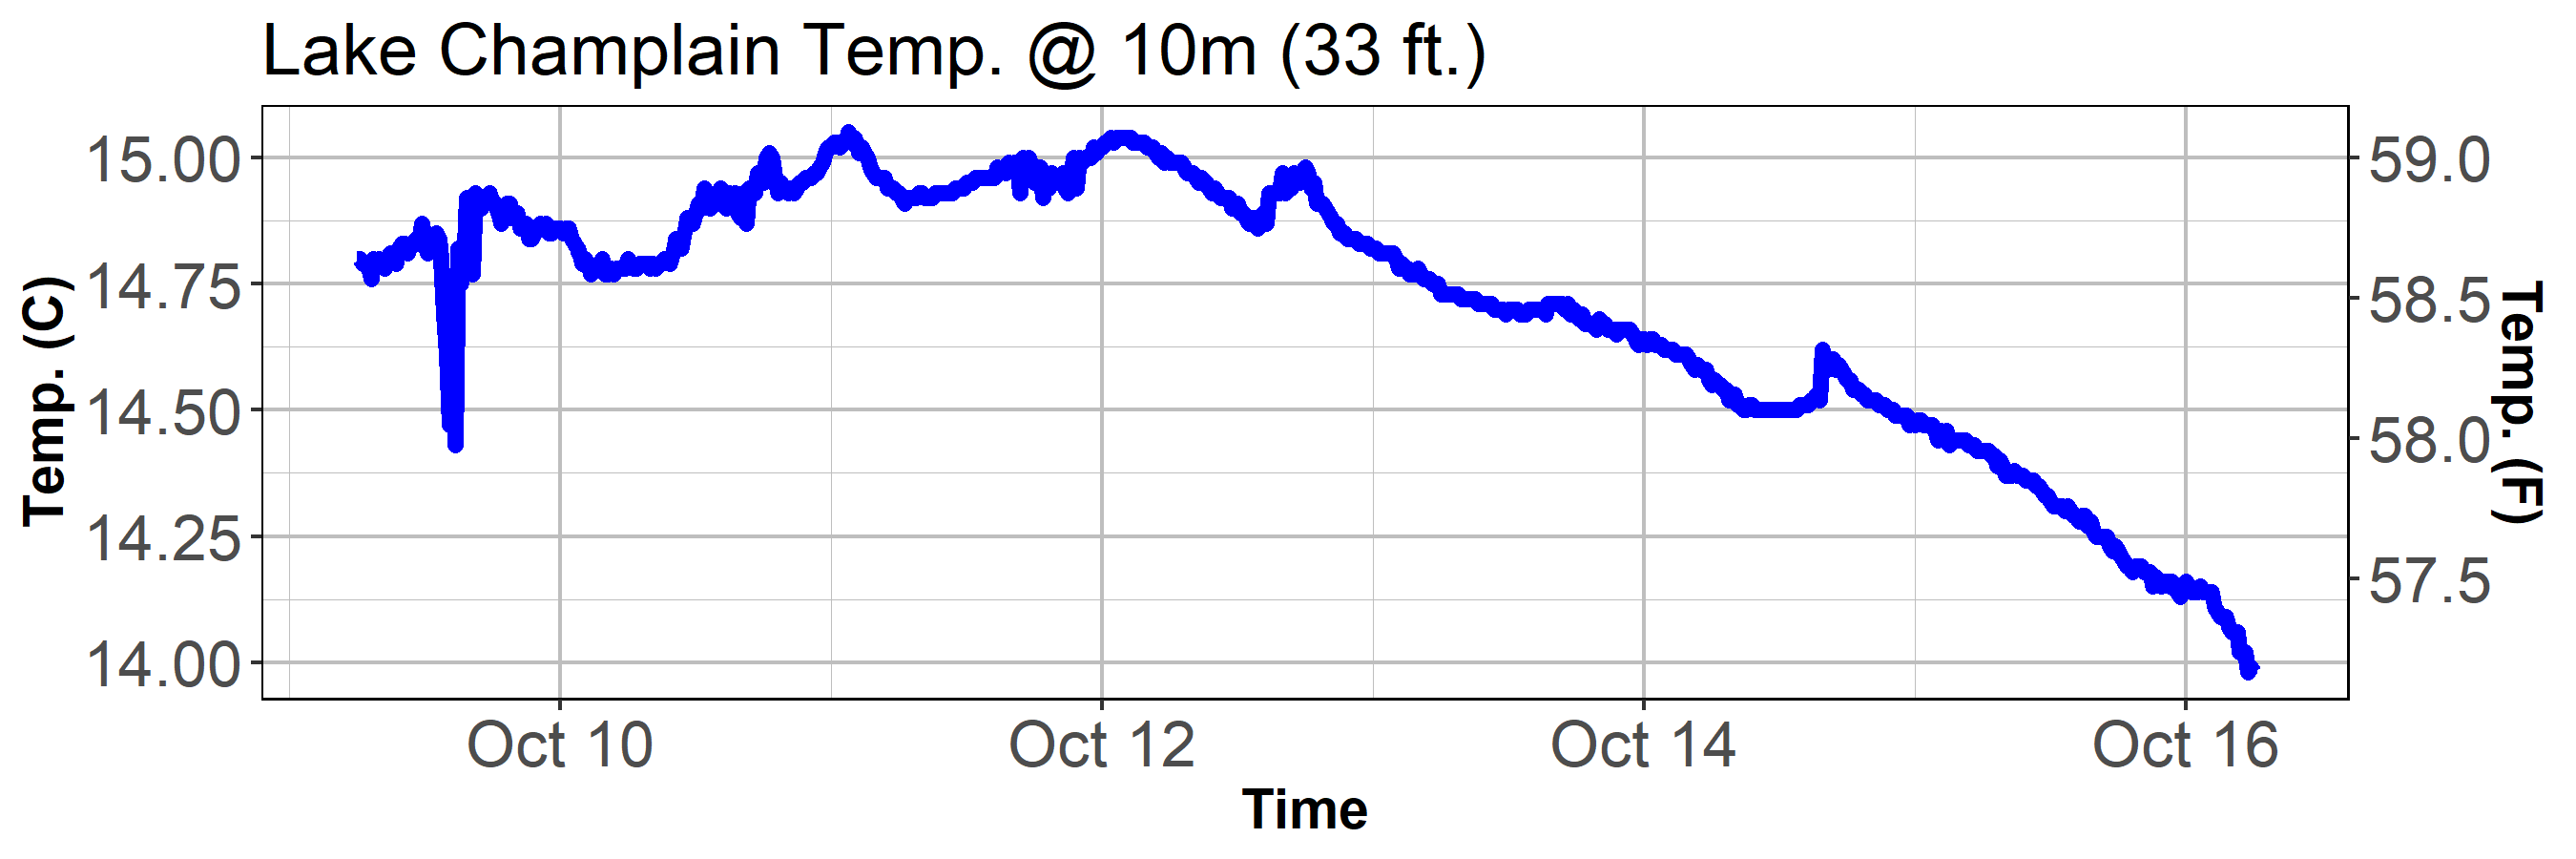 Lake Champlain Temp. @ 10m (33 ft.)
Temp. (C)
15.00
14.75
14.50
14.25
14.00
59.0
58.5
58.0
57.5
Temp. (F)
Oct 10
Oct 12
Oct 14
Oct 16
Time